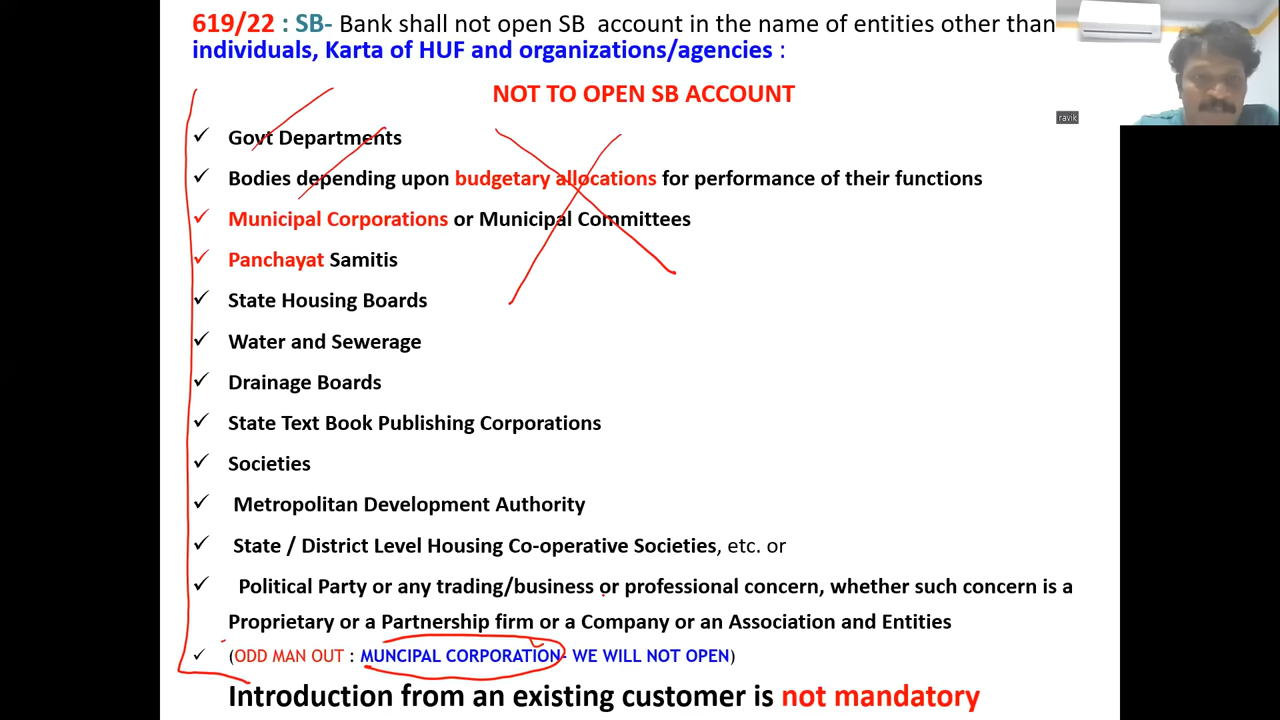 619/22 : SB- Bank shall not open SB account in the name of entities other than
individuals, Karta of HUF and organizations/agencies :
NOT TO OPEN SB ACCOUNT
✓ Govt Departments
✓ Bodies depending upon budgetary allocations for performance of their functions
✓ Municipal Corporations or Municipal Committees
✓ Panchayat Samitis
✓ State Housing Boards
✓ Water and Sewerage
✓ Drainage Boards
✓ State Text Book Publishing Corporations
✓ Societies
✓ Metropolitan Development Authority
✓ State / District Level Housing Co-operative Societies, etc. or
✓ Political Party or any trading/business or professional concern, whether such concern is a
Proprietary or a Partnership firm or a Company or an Association and Entities
✓ (ODD MAN OUT : MUNCIPAL CORPORATION- WE WILL NOT OPEN)
Introduction from an existing customer is not mandatory
ravik